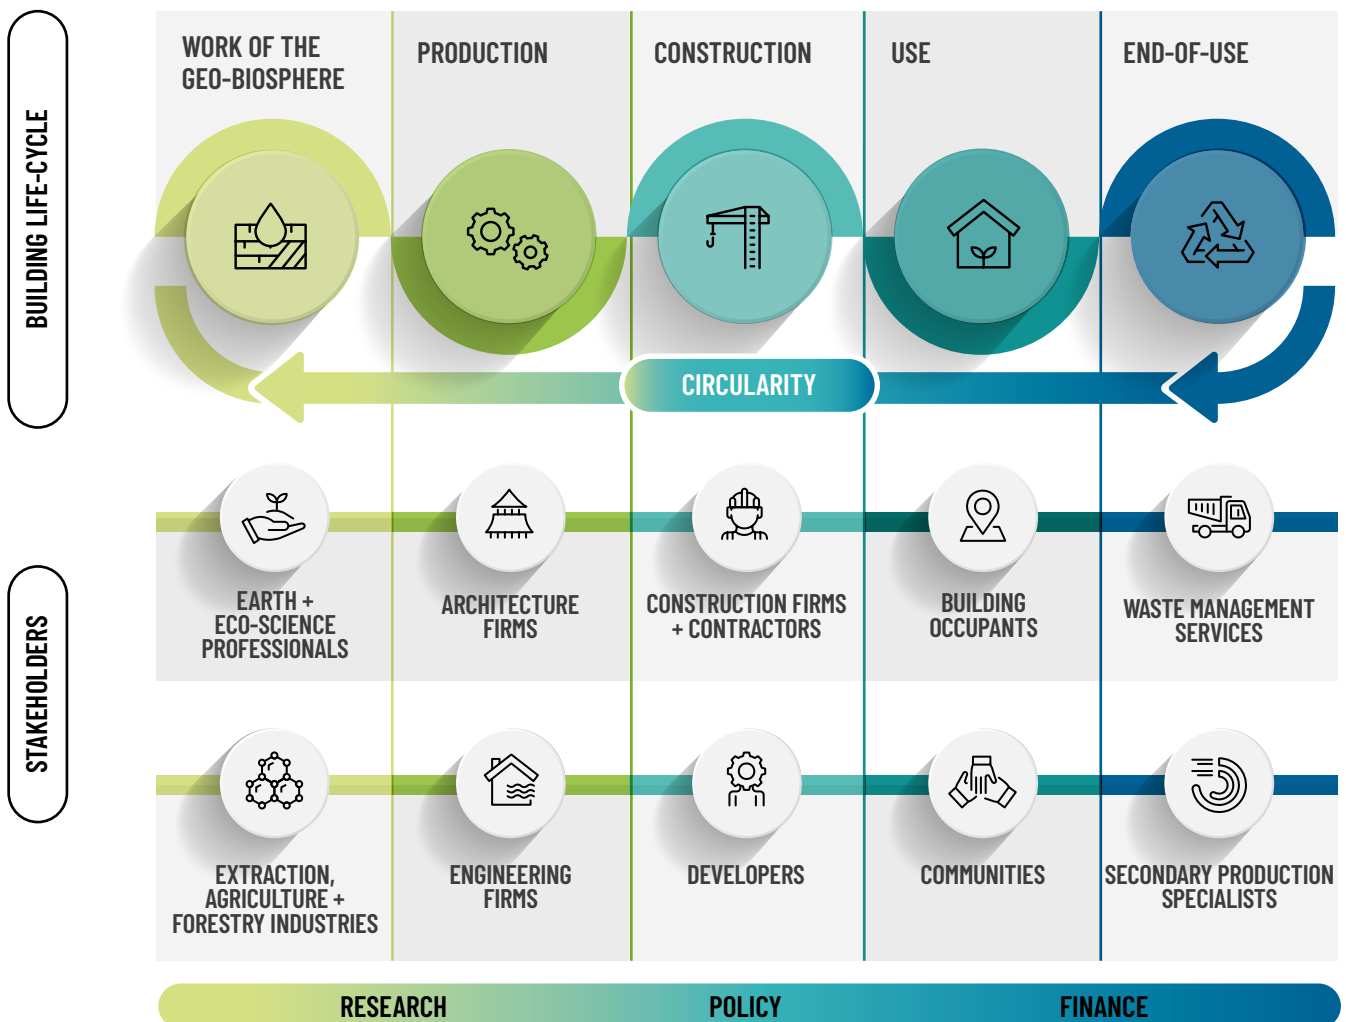 BUILDING LIFE-CYCLE
WORK OF THE
GEO-BIOSPHERE
PRODUCTION
CONSTRUCTION
USE
END-OF-USE
CIRCULARITY
STAKEHOLDERS
EARTH +
ECO-SCIENCE
PROFESSIONALS
ARCHITECTURE
FIRMS
CONSTRUCTION FIRMS
+ CONTRACTORS
BUILDING
OCCUPANTS
WASTE MANAGEMENT
SERVICES
EXTRACTION,
AGRICULTURE +
FORESTRY INDUSTRIES
ENGINEERING
FIRMS
DEVELOPERS
COMMUNITIES
SECONDARY PRODUCTION
SPECIALISTS
RESEARCH
POLICY
FINANCE